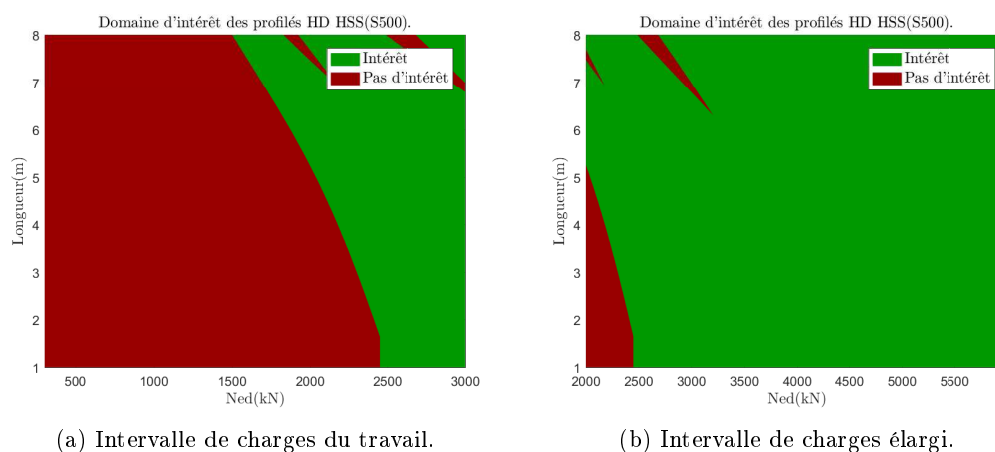 Domaine d'intérêt des profilés HD HSS(S500).
8
7
6
5
4
3
2
1
Longueur(m)
Intérêt
Pas d'intérêt
500
1000
1500
2000
2500
3000
Ned(kN)
(a) Intervalle de charges du travail.
Domaine d'intérêt des profilés HD HSS(S500).
8
7
6
5
4
3
2
1
Longueur(m)
Intérêt
Pas d'intérêt
2000
2500
3000
3500
4000
4500
5000
5500
Ned(kN)
(b) Intervalle de charges élargi.